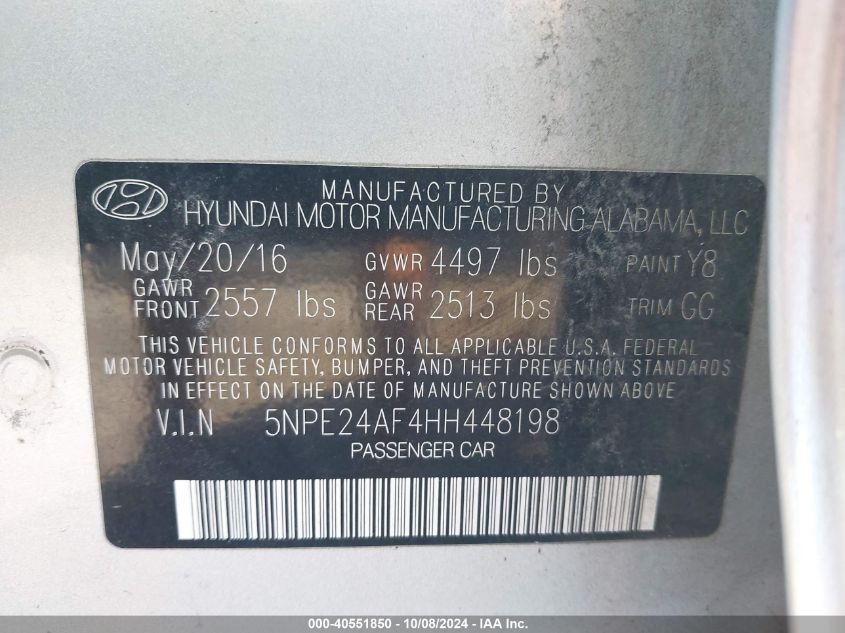 MANUFACTURED BY
HYUNDAI MOTOR MANUFACTURING ALABAMA, LLC
May/20/16 GVWR 4497 lbs PAINT Y8
GAWR FRONT 2557 lbs GAWR REAR 2513 lbs TRIM GG
THIS VEHICLE CONFORMS TO ALL APPLICABLE U.S.A. FEDERAL
MOTOR VEHICLE SAFETY, BUMPER, AND THEFT PREVENTION STANDARDS
IN EFFECT ON THE DATE OF MANUFACTURE SHOWN ABOVE
V.I.N 5NPE24AF4HH448198
PASSENGER CAR
000-40551850 - 10/08/2024 - IAA Inc.